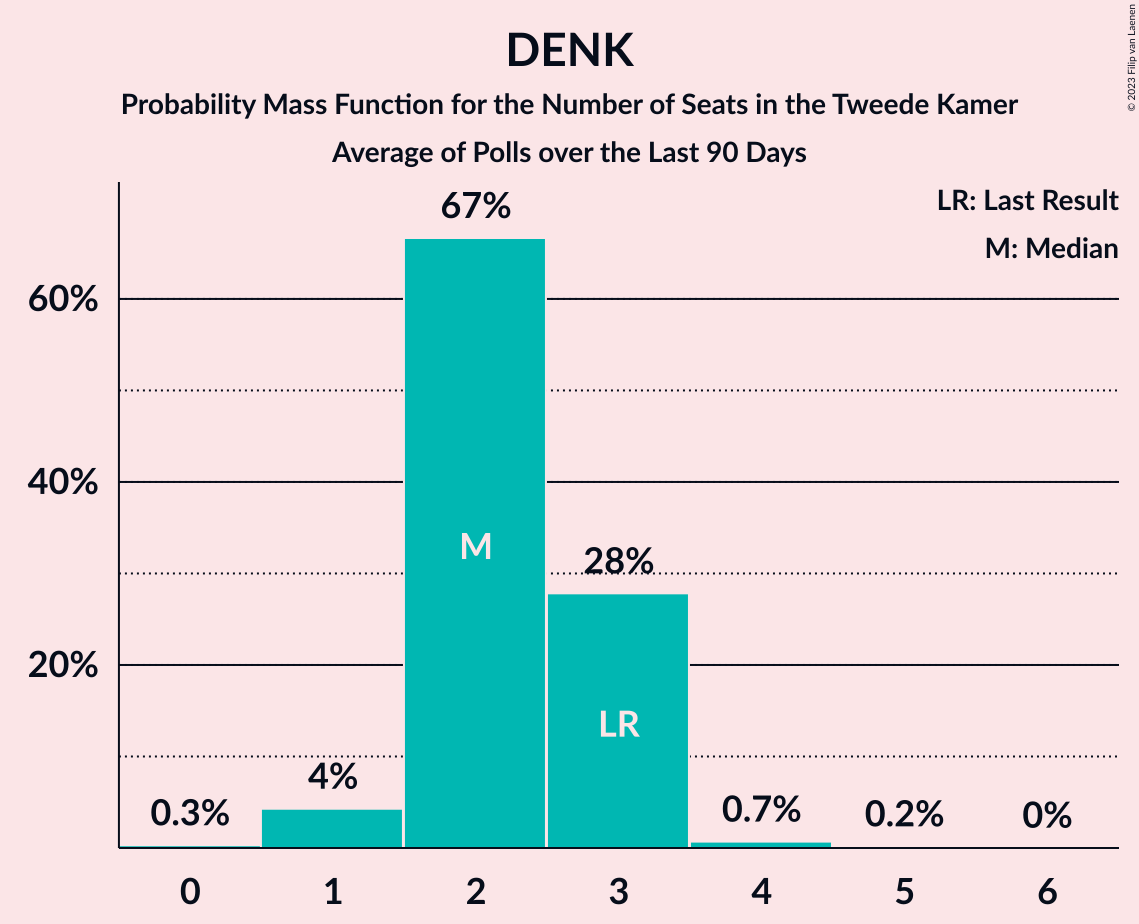 DENK
Probability Mass Function for the Number of Seats in the Tweede Kamer
Average of Polls over the Last 90 Days
© 2023 Filip van Laenen
LR: Last Result
M: Median
60%
40%
20%
0.3%
4%
67%
28%
0.7%
0.2%
0%
M
LR
0 1 2 3 4 5 6